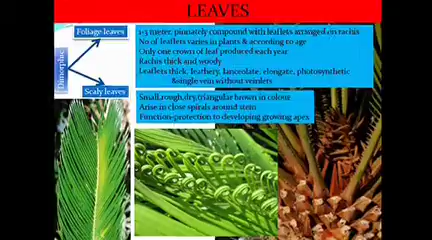 LEAVES
Foliage leaves
Dimorphic
Scaly leaves
1-3 meter, pinnately compound with leaflets arranged on rachis
No of leaflets varies in plants & according to age
Only one crown of leaf produced each year
Rachis thick and woody
Leaflets thick, leathery, lanceolate, elongate, photosynthetic
&single vein without veinlets
Small,rough,dry,triangular brown in colour
Arise in close spirals around stem
Function-protection to developing growing apex